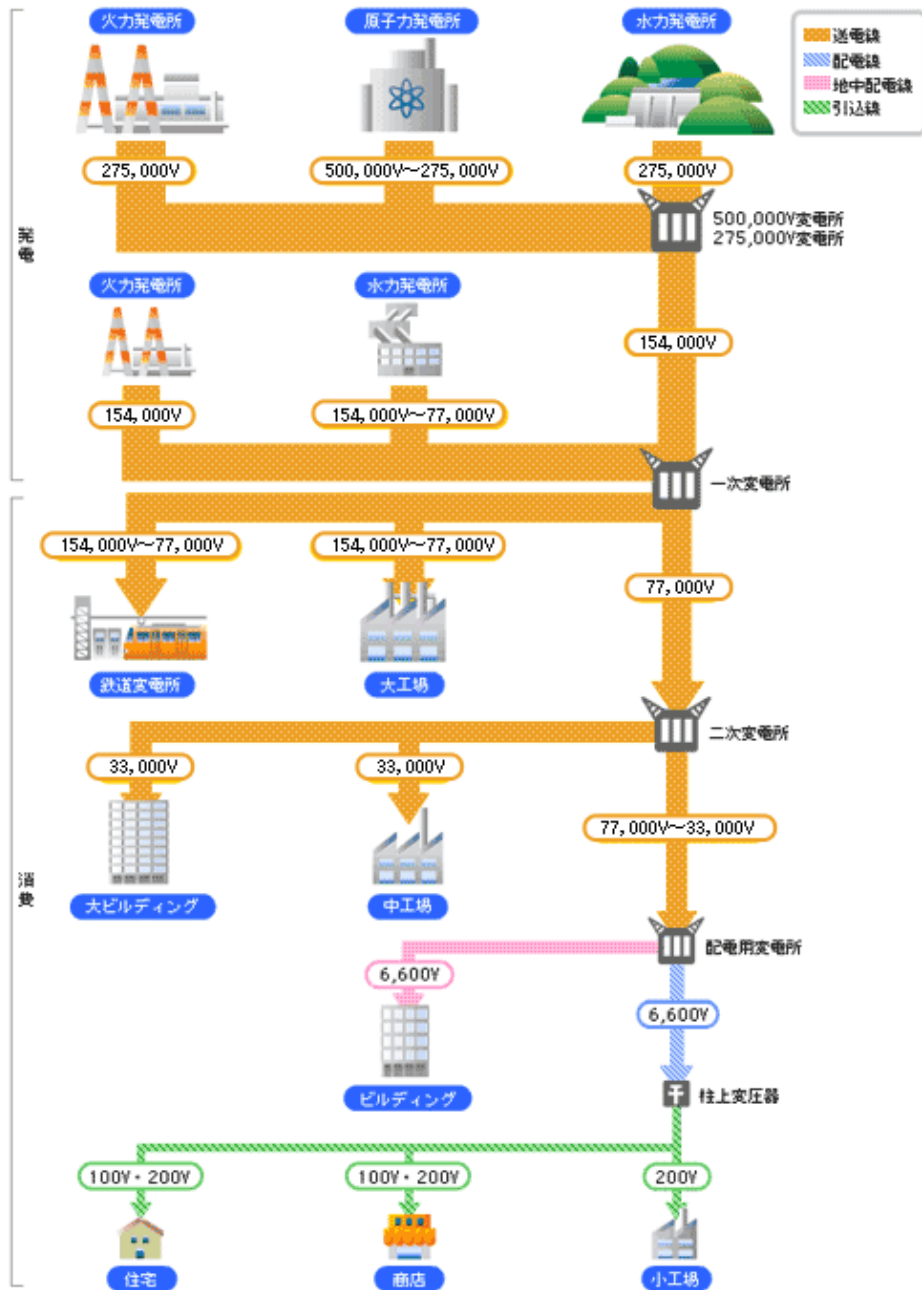 火力発電所
原子力発電所
水力発電所
送電線
配電線
地中配電線
引込線
275,000V
500,000V～275,000V
275,000V
500,000V変電所
275,000V変電所
発電
火力発電所
水力発電所
154,000V
154,000V
154,000V～77,000V
一次変電所
154,000V～77,000V
154,000V～77,000V
77,000V
鉄道変電所
大工場
二次変電所
33,000V
33,000V
77,000V～33,000V
消費
大ビルディング
中工場
配電用変電所
6,600V
6,600V
ビルディング
柱上変圧器
100V・200V
100V・200V
200V
住宅
商店
小工場